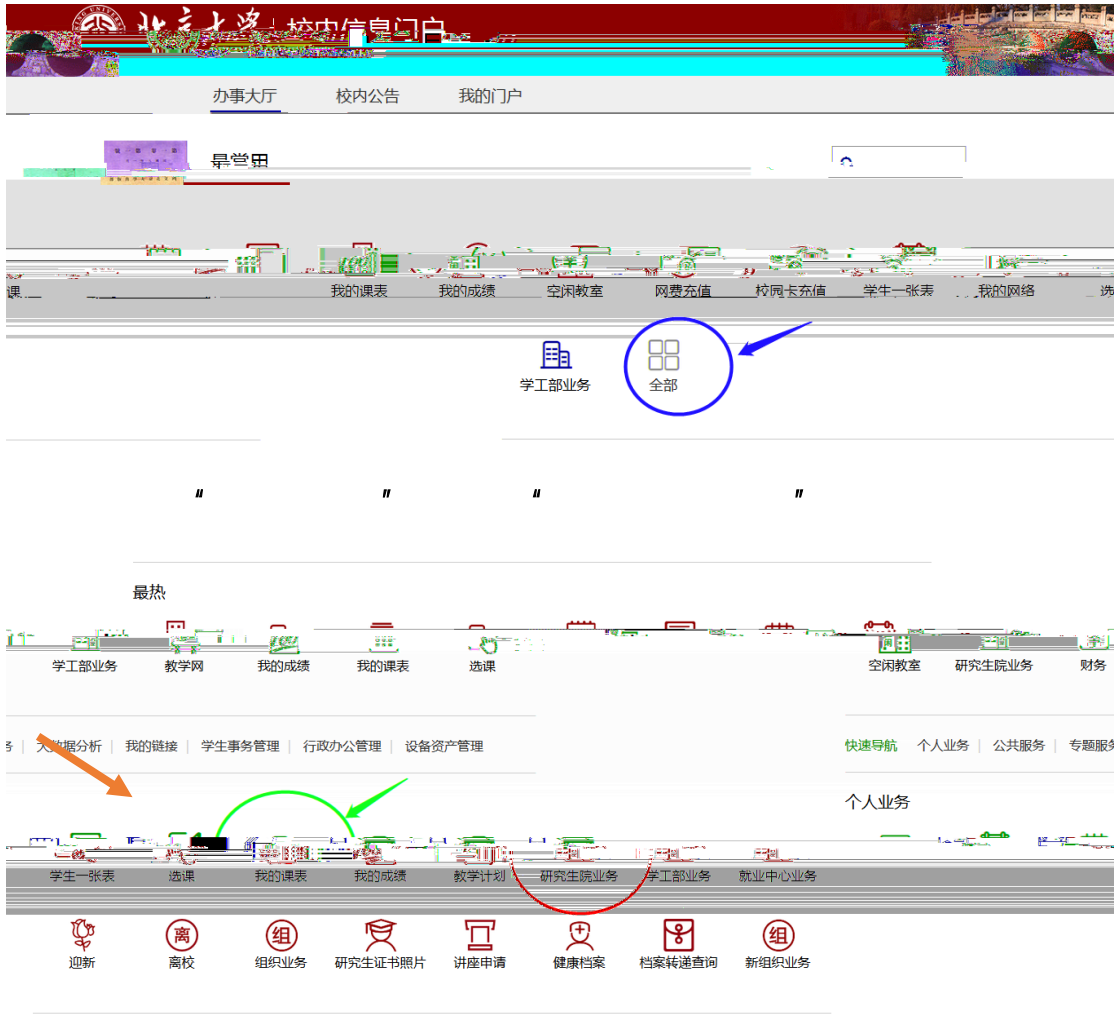 北京大学 校内信息门户
办事大厅 校内公告 我的门户
最常用
课 我的课表 我的成绩 空闲教室 网费充值 校园卡充值 学生一张表 我的网络 选
学工部业务 全部
“ ” “ ”
最热
学工部业务 教学网 我的成绩 我的课表 选课 空闲教室 研究生院业务 财务
务 | 大数据分析 | 我的链接 | 学生事务管理 | 行政办公管理 | 设备资产管理 快速导航 个人业务 | 公共服务 | 专题服务
个人业务
学生一张表 选课 我的课表 我的成绩 教学计划 研究生院业务 学工部业务 就业中心业务
离 组 组
迎新 离校 组织业务 研究生证书照片 讲座申请 健康档案 档案转递查询 新组织业务